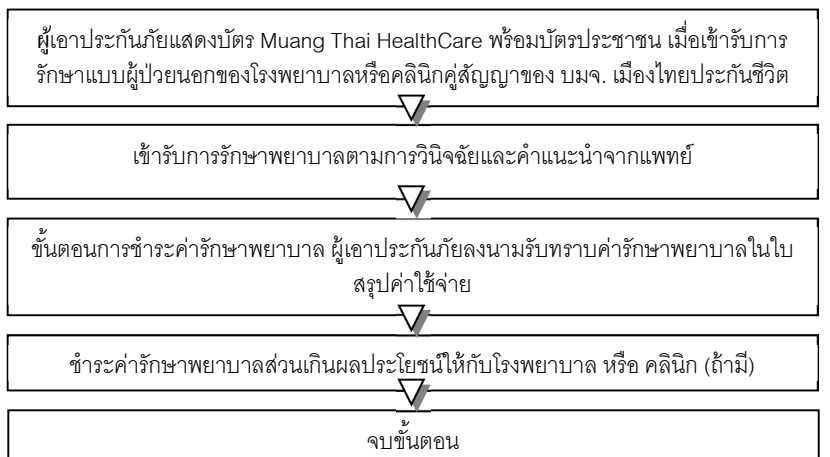 ผู้เอาประกันภัยแสดงบัตร Muang Thai HealthCare พร้อมบัตรประชาชน เมื่อเข้ารับการ
รักษาแบบผู้ป่วยนอกของโรงพยาบาลหรือคลินิกคู่สัญญาของ บมจ. เมืองไทยประกันชีวิต
เข้ารับการรักษาพยาบาลตามการวินิจฉัยและคำแนะนำจากแพทย์
ขั้นตอนการชำระค่ารักษาพยาบาล ผู้เอาประกันภัยลงนามรับทราบค่ารักษาพยาบาลในใบ
สรุปค่าใช้จ่าย
ชำระค่ารักษาพยาบาลส่วนเกินผลประโยชน์ให้กับโรงพยาบาล หรือ คลินิก (ถ้ามี)
จบขั้นตอน